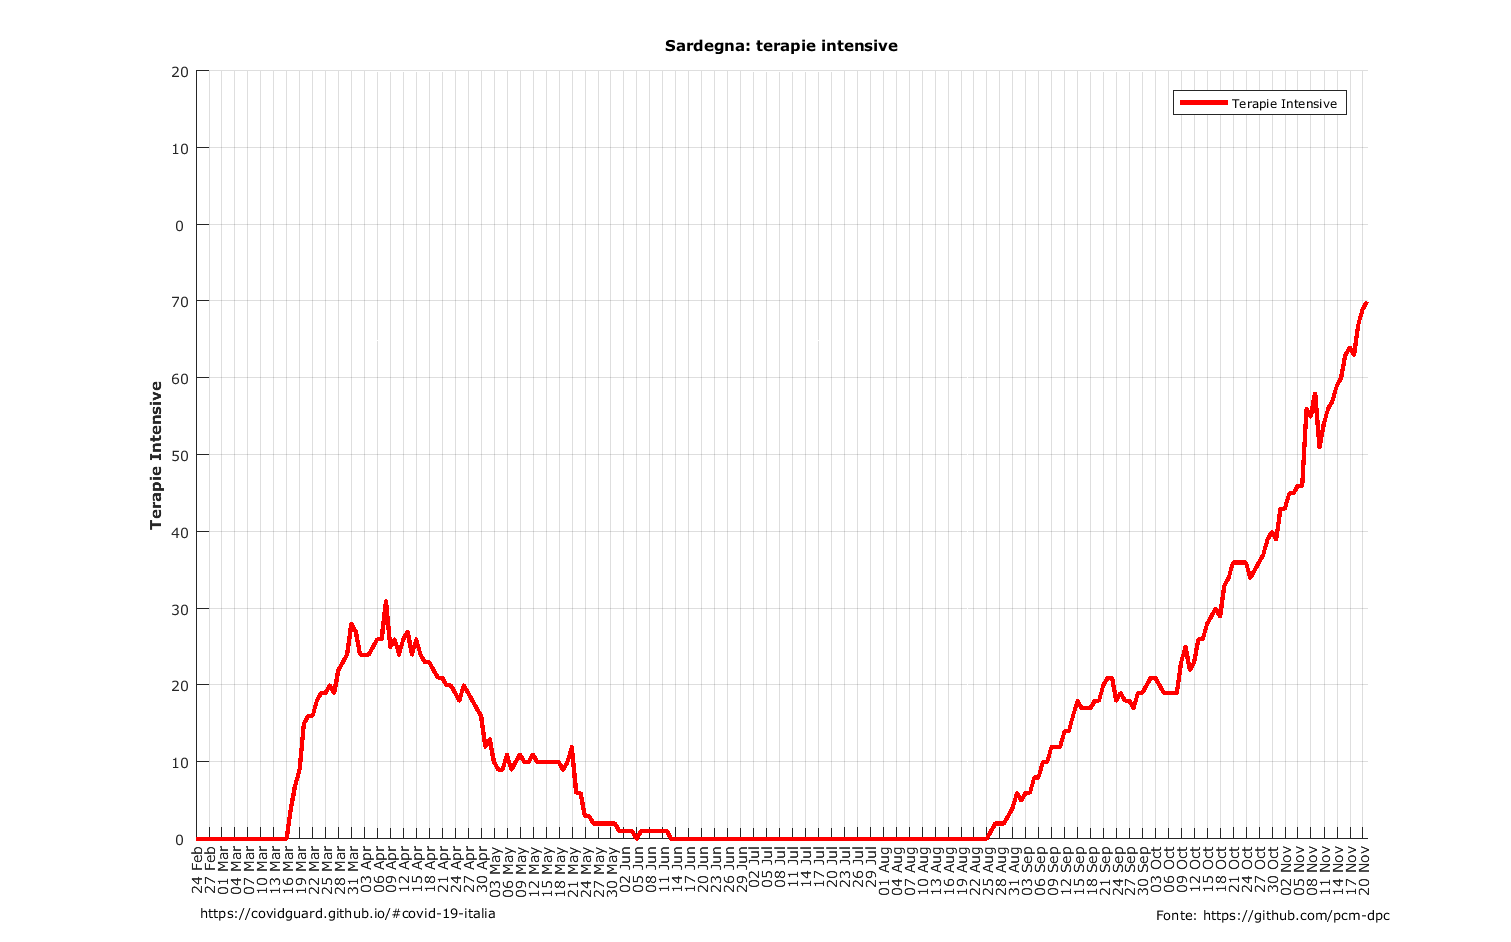 Sardegna: terapie intensive
Terapie Intensive
20
10
0
70
60
50
40
30
20
10
0
Terapie Intensive
24 Feb
27 Feb
01 Mar
04 Mar
07 Mar
10 Mar
13 Mar
16 Mar
19 Mar
22 Mar
25 Mar
28 Mar
31 Mar
03 Apr
06 Apr
09 Apr
12 Apr
15 Apr
18 Apr
21 Apr
24 Apr
27 Apr
30 Apr
03 May
06 May
09 May
12 May
15 May
18 May
21 May
24 May
27 May
30 May
02 Jun
05 Jun
08 Jun
11 Jun
14 Jun
17 Jun
20 Jun
23 Jun
26 Jun
29 Jun
02 Jul
05 Jul
08 Jul
11 Jul
14 Jul
17 Jul
20 Jul
23 Jul
26 Jul
29 Jul
01 Aug
04 Aug
07 Aug
10 Aug
13 Aug
16 Aug
19 Aug
22 Aug
25 Aug
28 Aug
31 Aug
03 Sep
06 Sep
09 Sep
12 Sep
15 Sep
18 Sep
21 Sep
24 Sep
27 Sep
30 Sep
03 Oct
06 Oct
09 Oct
12 Oct
15 Oct
18 Oct
21 Oct
24 Oct
27 Oct
30 Oct
02 Nov
05 Nov
08 Nov
11 Nov
14 Nov
17 Nov
20 Nov
https://covidguard.github.io/#covid-19-italia
Fonte: https://github.com/pcm-dpc